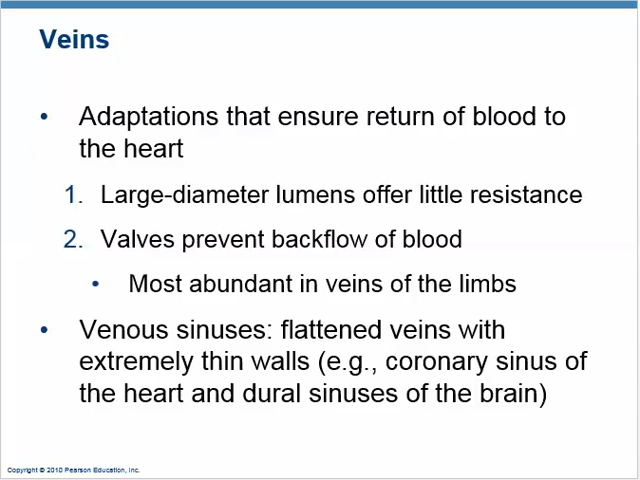 Veins
• Adaptations that ensure return of blood to
the heart
1. Large-diameter lumens offer little resistance
2. Valves prevent backflow of blood
• Most abundant in veins of the limbs
• Venous sinuses: flattened veins with
extremely thin walls (e.g., coronary sinus of
the heart and dural sinuses of the brain)
Copyright © 2010 Pearson Education, Inc.